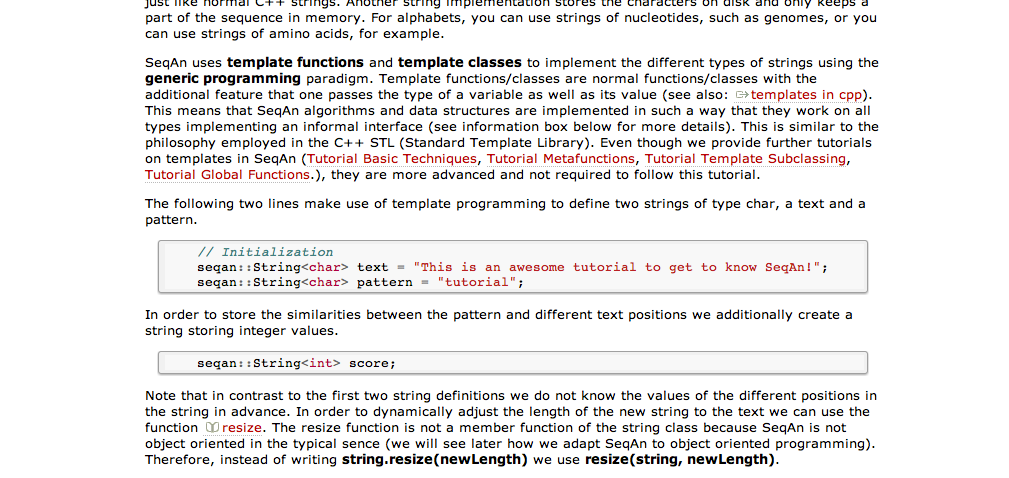 just like normal C++ strings. Another string implementation stores the characters on disk and only keeps a
part of the sequence in memory. For alphabets, you can use strings of nucleotides, such as genomes, or you
can use strings of amino acids, for example.
SeqAn uses template functions and template classes to implement the different types of strings using the
generic programming paradigm. Template functions/classes are normal functions/classes with the
additional feature that one passes the type of a variable as well as its value (see also: templates in cpp).
This means that SeqAn algorithms and data structures are implemented in such a way that they work on all
types implementing an informal interface (see information box below for more details). This is similar to the
philosophy employed in the C++ STL (Standard Template Library). Even though we provide further tutorials
on templates in SeqAn (Tutorial Basic Techniques, Tutorial Metafunctions, Tutorial Template Subclassing,
Tutorial Global Functions.), they are more advanced and not required to follow this tutorial.
The following two lines make use of template programming to define two strings of type char, a text and a
pattern.
// Initialization
seqan::String<char> text = "This is an awesome tutorial to get to know SeqAn!";
seqan::String<char> pattern = "tutorial";
In order to store the similarities between the pattern and different text positions we additionally create a
string storing integer values.
seqan::String<int> score;
Note that in contrast to the first two string definitions we do not know the values of the different positions in
the string in advance. In order to dynamically adjust the length of the new string to the text we can use the
function resize. The resize function is not a member function of the string class because SeqAn is not
object oriented in the typical sence (we will see later how we adapt SeqAn to object oriented programming).
Therefore, instead of writing string.resize(newLength) we use resize(string, newLength).